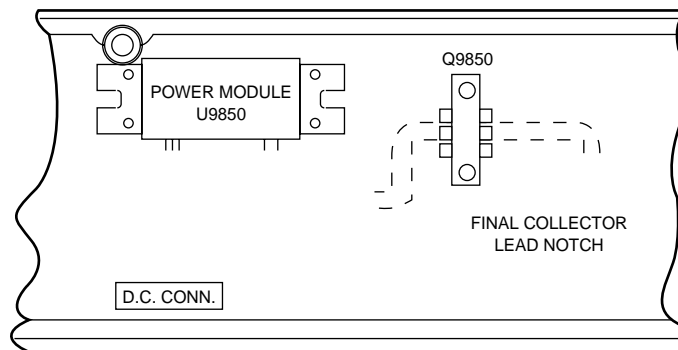 Q9850
POWER MODULE
U9850
FINAL COLLECTOR
LEAD NOTCH
D.C. CONN.